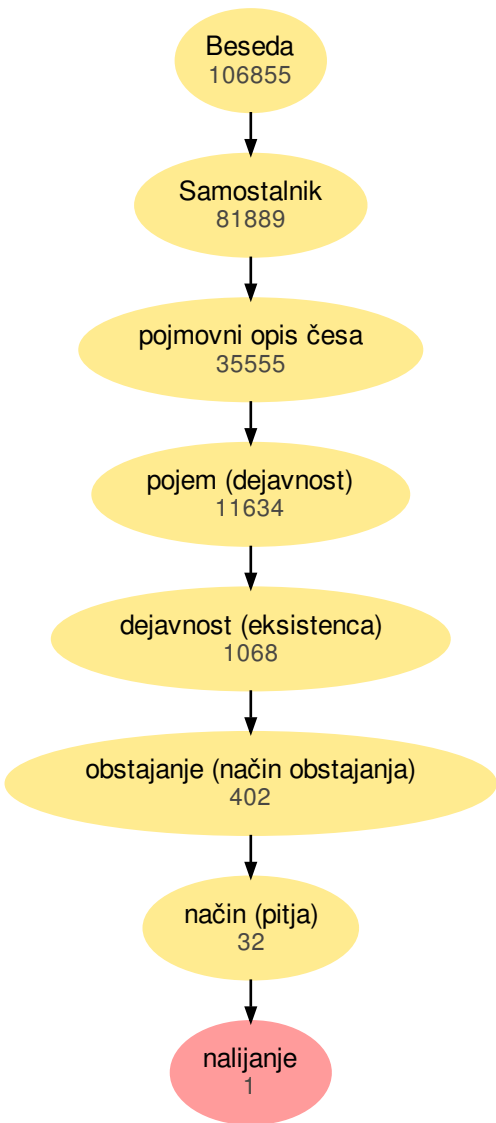 Beseda
106855
Samostalnik
81889
pojmovni opis česa
35555
pojem (dejavnost)
11634
dejavnost (eksistenca)
1068
obstajanje (način obstajanja)
402
način (pitja)
32
nalijanje
1